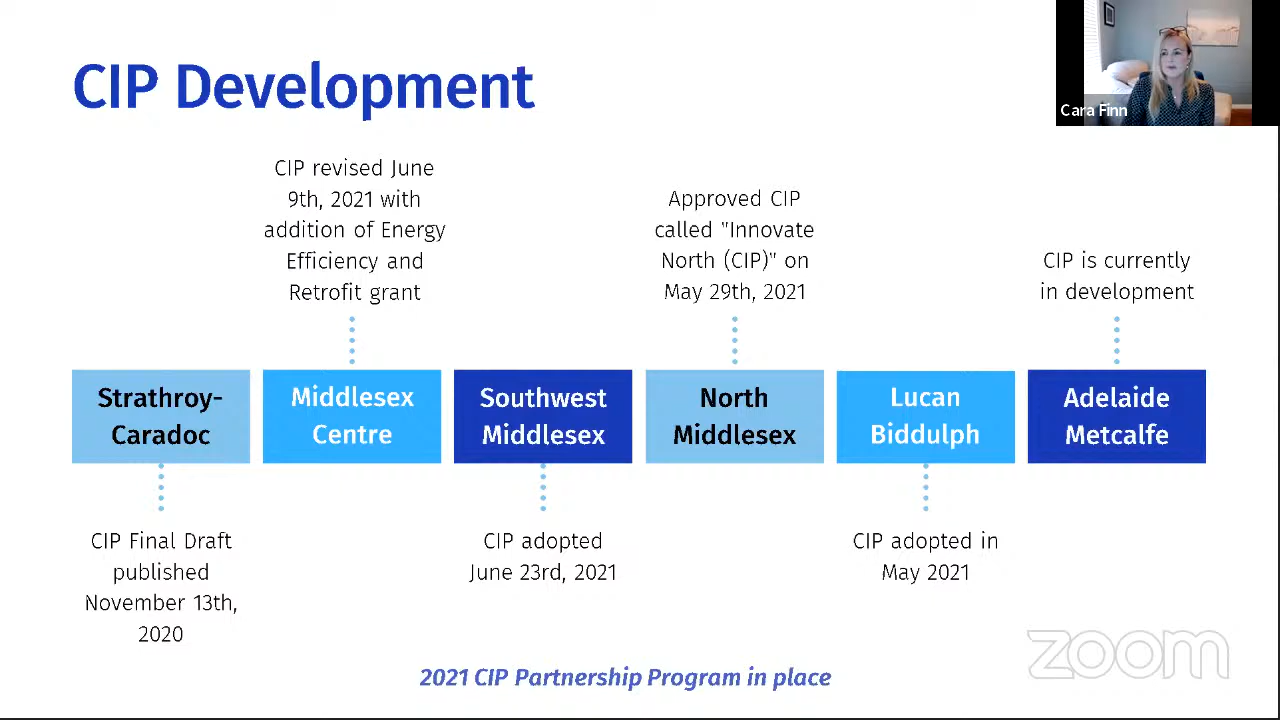 CIP Development
Cara Finn
CIP revised June
9th, 2021 with
addition of Energy
Efficiency and
Retrofit grant
Approved CIP
called "Innovate
North (CIP)" on
May 29th, 2021
CIP is currently
in development
Strathroy-
Caradoc
Middlesex
Centre
Southwest
Middlesex
North
Middlesex
Lucan
Biddulph
Adelaide
Metcalfe
CIP Final Draft
published
November 13th,
2020
CIP adopted
June 23rd, 2021
CIP adopted in
May 2021
zoom
2021 CIP Partnership Program in place